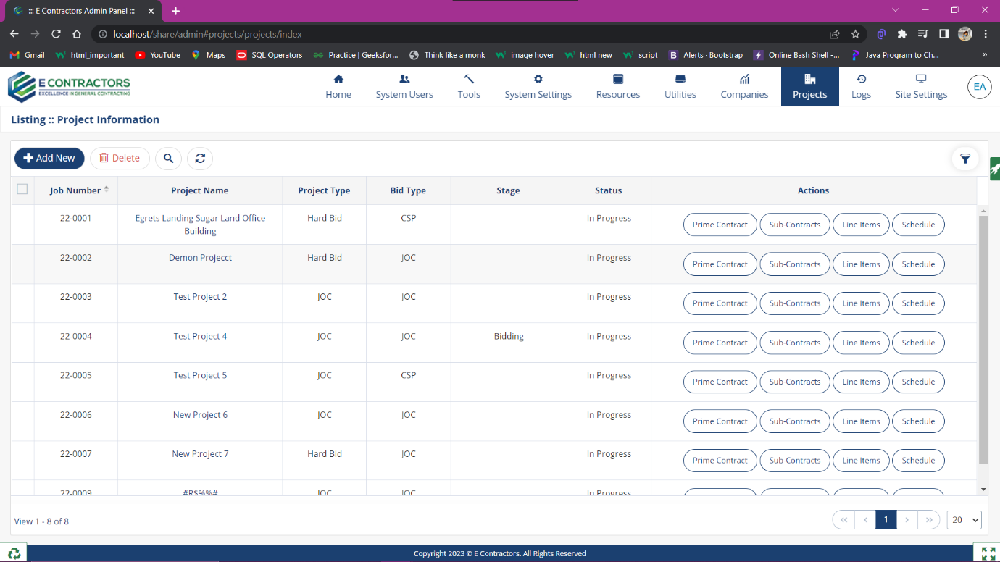 ::: E Contractors Admin Panel :::
localhost/share/admin#projects/projects/index
Gmail html_important YouTube Maps SQL Operators Practice | Geeksfor... Think like a monk image hover html new script Alerts · Bootstrap Online Bash Shell -... Java Program to Ch... »
E CONTRACTORS
EXCELLENCE IN GENERAL CONTRACTING
Home System Users Tools System Settings Resources Utilities Companies Projects Logs Site Settings EA
Listing :: Project Information
Add New Delete
Job Number Project Name Project Type Bid Type Stage Status Actions
22-0001 Egrets Landing Sugar Land Office Hard Bid CSP In Progress Prime Contract Sub-Contracts Line Items Schedule
Building
22-0002 Demon Projecct Hard Bid JOC In Progress Prime Contract Sub-Contracts Line Items Schedule
22-0003 Test Project 2 JOC JOC In Progress Prime Contract Sub-Contracts Line Items Schedule
22-0004 Test Project 4 JOC JOC Bidding In Progress Prime Contract Sub-Contracts Line Items Schedule
22-0005 Test Project 5 JOC CSP In Progress Prime Contract Sub-Contracts Line Items Schedule
22-0006 New Project 6 JOC JOC In Progress Prime Contract Sub-Contracts Line Items Schedule
22-0007 New P:roject 7 Hard Bid JOC In Progress Prime Contract Sub-Contracts Line Items Schedule
22-0009 #R$%%# JOC JOC In Progress
View 1 - 8 of 8 1 20
Copyright 2023 © E Contractors. All Rights Reserved